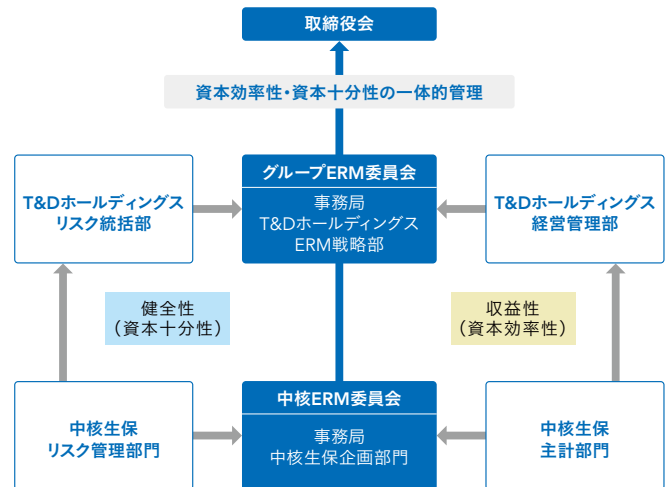 取締役会
資本効率性・資本十分性の一体的管理
T&Dホールディングス
リスク統括部
グループERM委員会
事務局
T&Dホールディングス
ERM戦略部
T&Dホールディングス
経営管理部
健全性
（資本十分性）
収益性
（資本効率性）
中核生保
リスク管理部門
中核ERM委員会
事務局
中核生保企画部門
中核生保
主計部門